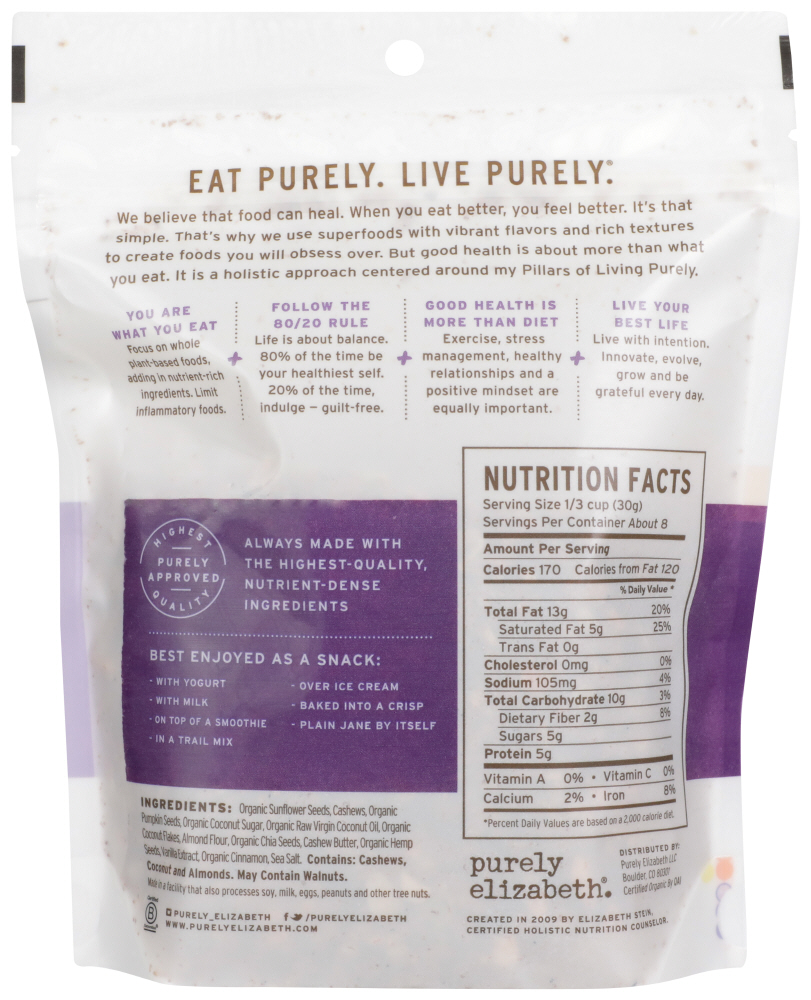 EAT PURELY. LIVE PURELY.®
We believe that food can heal. When you eat better, you feel better. It's that
simple. That's why we use superfoods with vibrant flavors and rich textures
to create foods you will obsess over. But good health is about more than what
you eat. It is a holistic approach centered around my Pillars of Living Purely.
YOU ARE
WHAT YOU EAT
Focus on whole
plant-based foods,
adding in nutrient-rich
ingredients. Limit
inflammatory foods.
+
FOLLOW THE
80/20 RULE
Life is about balance.
80% of the time be
your healthiest self.
20% of the time,
indulge — guilt-free.
+
GOOD HEALTH IS
MORE THAN DIET
Exercise, stress
management, healthy
relationships and a
positive mindset are
equally important.
+
LIVE YOUR
BEST LIFE
Live with intention.
Innovate, evolve,
grow and be
grateful every day.
HIGHEST
PURELY
APPROVED
QUALITY
ALWAYS MADE WITH
THE HIGHEST-QUALITY,
NUTRIENT-DENSE
INGREDIENTS
BEST ENJOYED AS A SNACK:
- WITH YOGURT
- WITH MILK
- ON TOP OF A SMOOTHIE
- IN A TRAIL MIX
- OVER ICE CREAM
- BAKED INTO A CRISP
- PLAIN JANE BY ITSELF
NUTRITION FACTS
Serving Size 1/3 cup (30g)
Servings Per Container About 8
Amount Per Serving
Calories 170 Calories from Fat 120
% Daily Value *
Total Fat 13g 20%
Saturated Fat 5g 25%
Trans Fat 0g
Cholesterol 0mg 0%
Sodium 105mg 4%
Total Carbohydrate 10g 3%
Dietary Fiber 2g 8%
Sugars 5g
Protein 5g
Vitamin A 0% • Vitamin C 0%
Calcium 2% • Iron 8%
*Percent Daily Values are based on a 2,000 calorie diet.
INGREDIENTS: Organic Sunflower Seeds, Cashews, Organic
Pumpkin Seeds, Organic Coconut Sugar, Organic Raw Virgin Coconut Oil, Organic
Coconut Flakes, Almond Flour, Organic Chia Seeds, Cashew Butter, Organic Hemp
Seeds, Vanilla Extract, Organic Cinnamon, Sea Salt. Contains: Cashews,
Coconut and Almonds. May Contain Walnuts.
Made in a facility that also processes soy, milk, eggs, peanuts and other tree nuts.
Certified
B
PURELY_ELIZABETH /PURELYELIZABETH
WWW.PURELYELIZABETH.COM
purely
elizabeth.®
DISTRIBUTED BY:
Purely Elizabeth LLC
Boulder, CO 80301
Certified Organic By QAI
CREATED IN 2009 BY ELIZABETH STEIN,
CERTIFIED HOLISTIC NUTRITION COUNSELOR.